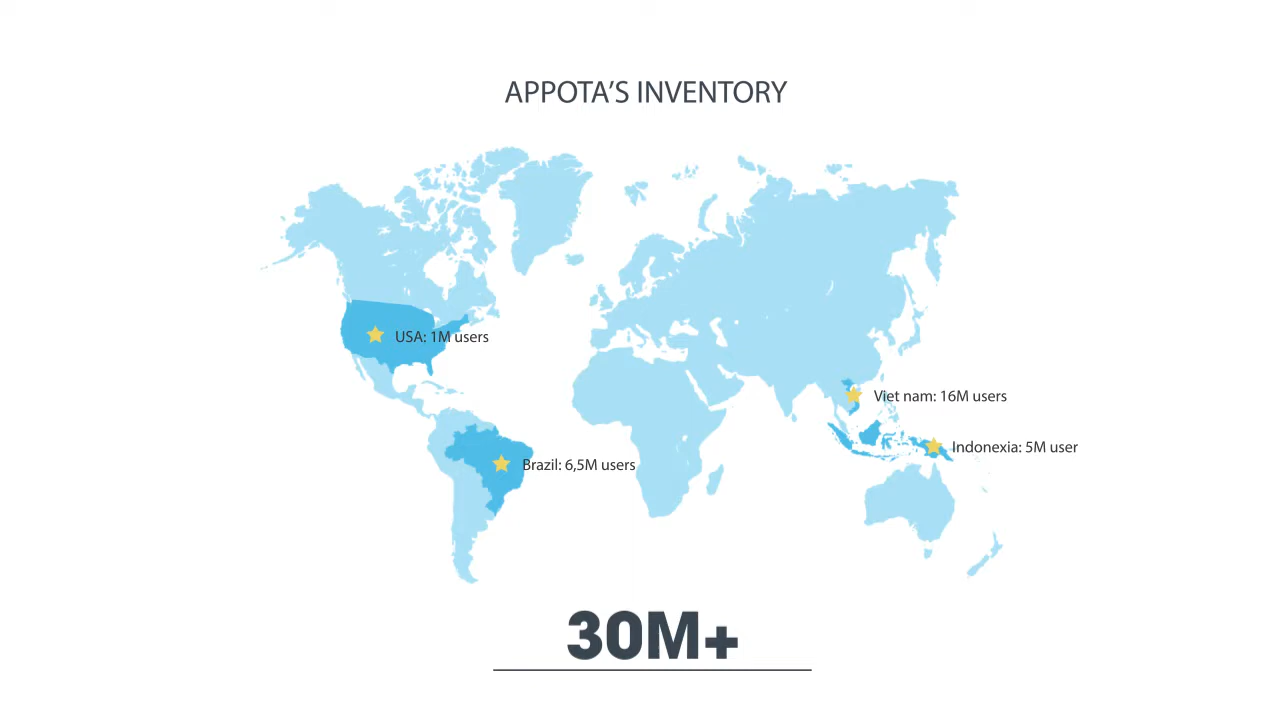 APPOTA’S INVENTORY
USA: 1M users
Viet nam: 16M users
Indonexia: 5M user
Brazil: 6,5M users
30M+